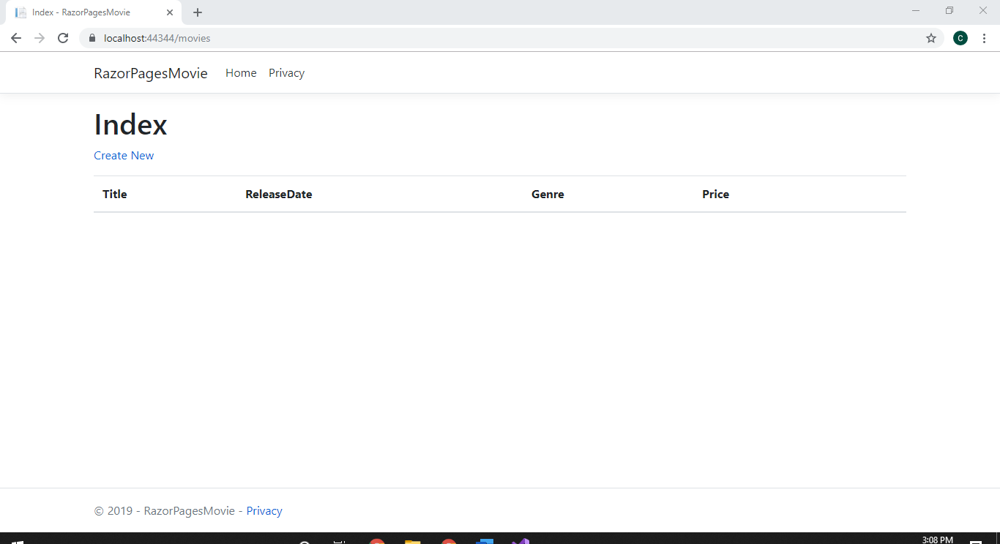 Index - RazorPagesMovie
localhost:44344/movies
C
RazorPagesMovie Home Privacy
Index
Create New
Title ReleaseDate Genre Price
© 2019 - RazorPagesMovie - Privacy
3:08 PM